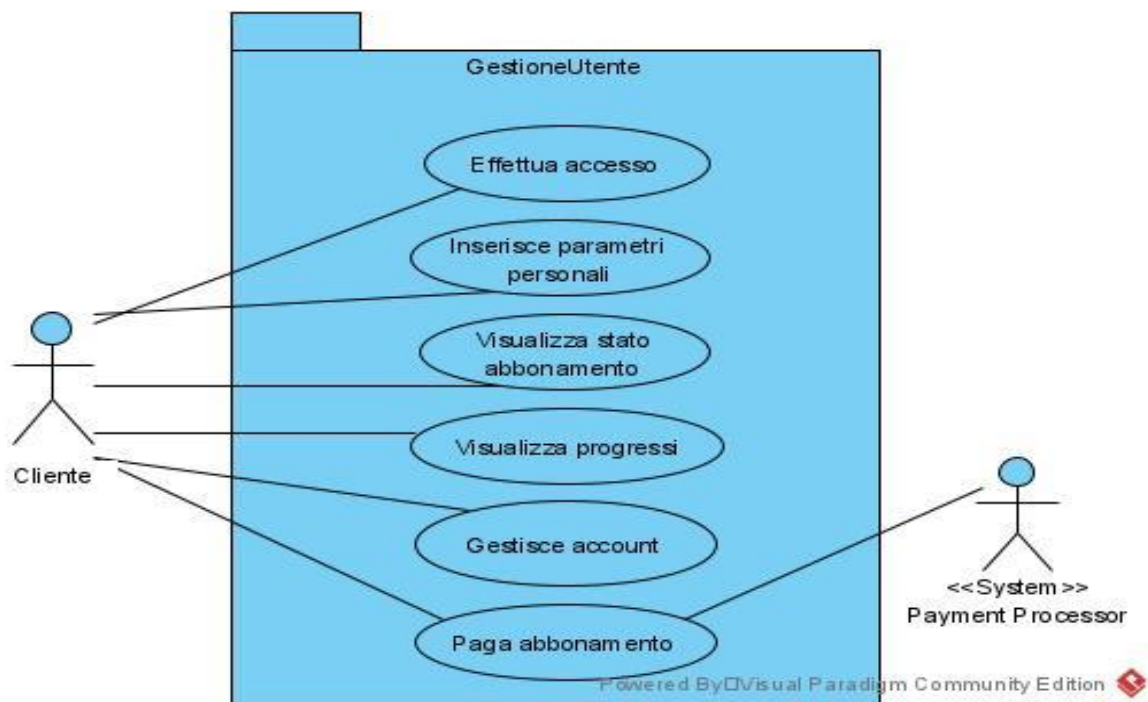 GestioneUtente
Effettua accesso
Inserisce parametri
personali
Visualizza stato
abbonamento
Visualizza progressi
Cliente
Gestisce account
<<System>>
Payment Processor
Paga abbonamento
Powered By□Visual Paradigm Community Edition